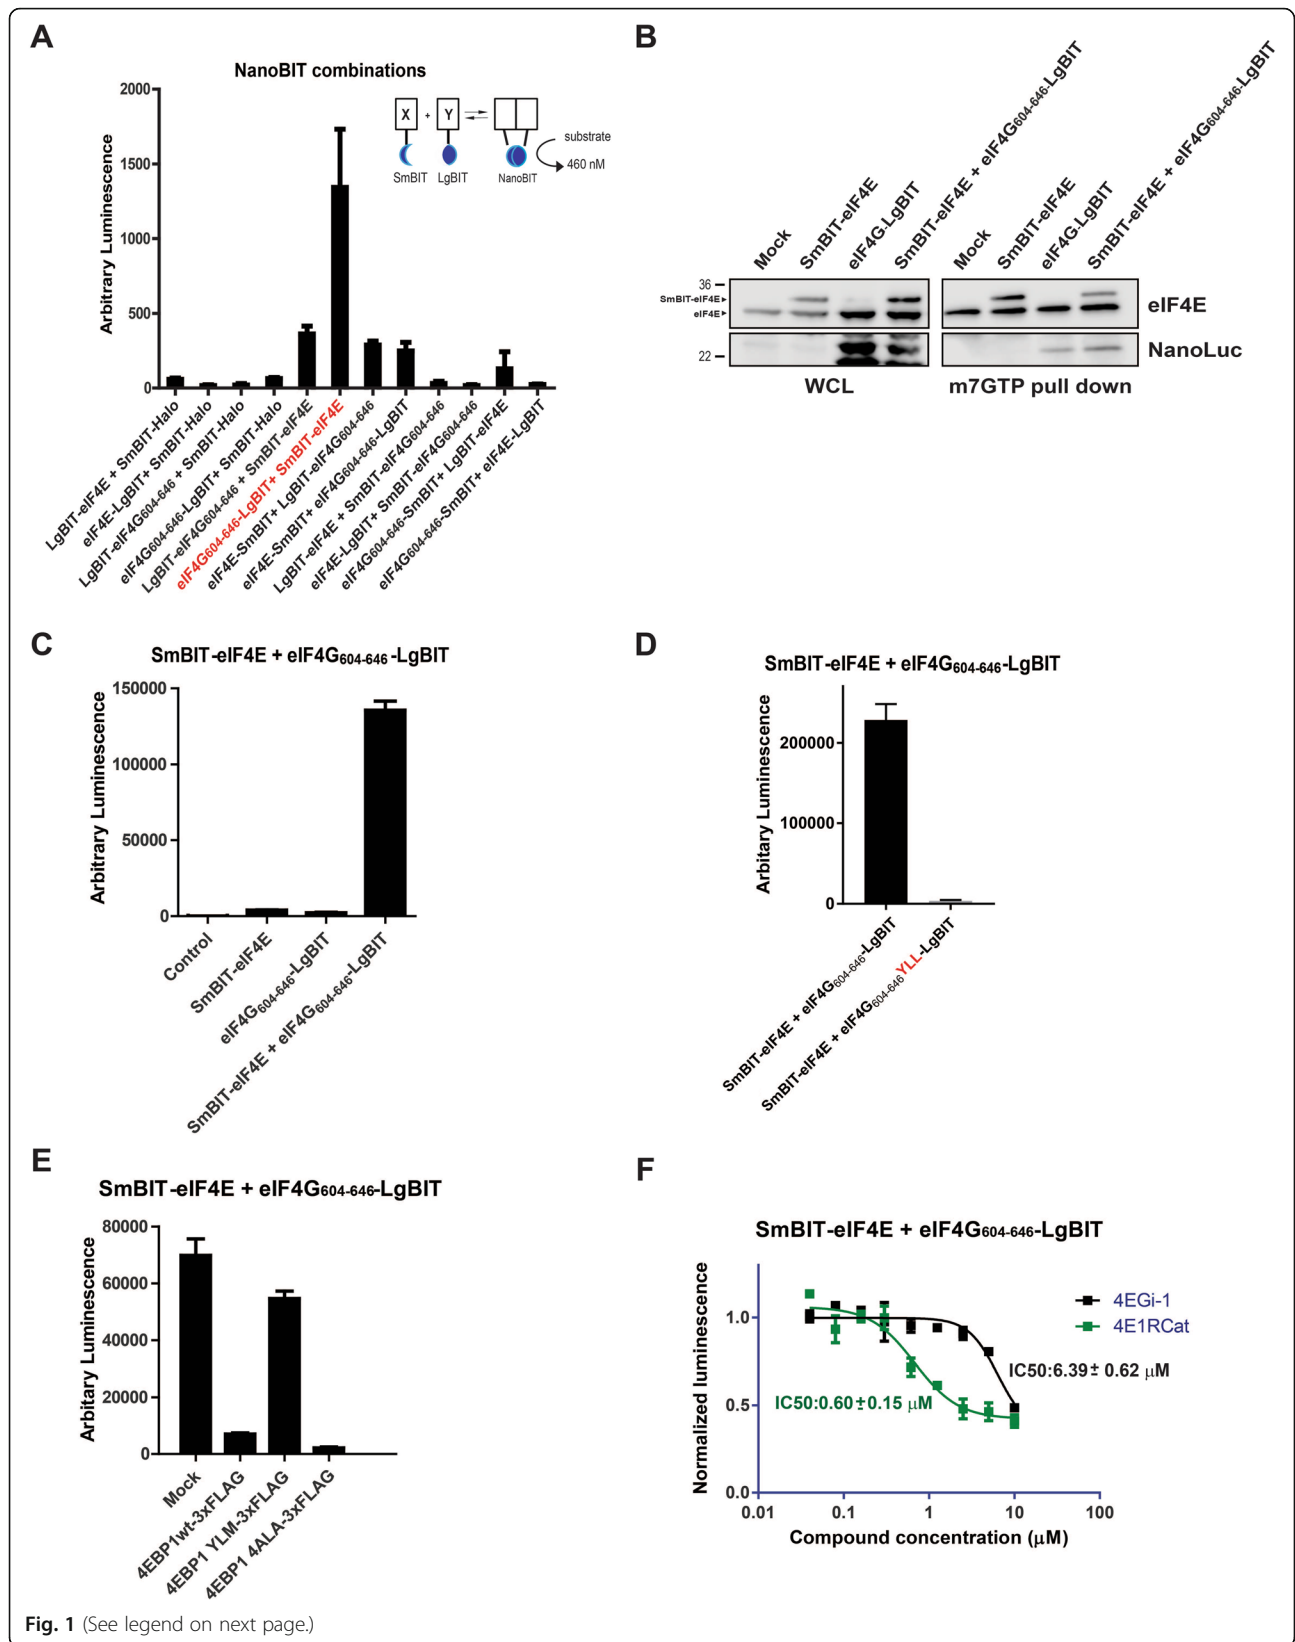 A
NanoBIT combinations
Arbitrary Luminescence
2000
1500
1000
500
0
X + Y
SmBIT LgBIT NanoBIT
substrate
460 nM
LgBIT-eIF4E + SmBIT-Halo
eIF4E-LgBIT+ SmBIT-Halo
LgBIT-eIF4G604-646 + SmBIT-Halo
eIF4G604-646-LgBIT+ SmBIT-Halo
LgBIT-eIF4G604-646 + SmBIT-eIF4E
eIF4G604-646-LgBIT+ SmBIT-eIF4E
eIF4E-SmBIT+ LgBIT-eIF4G604-646
eIF4E-SmBIT+ eIF4G604-646-LgBIT
LgBIT-eIF4E + SmBIT-eIF4G604-646
eIF4E-LgBIT+ SmBIT-eIF4G604-646
eIF4G604-646-SmBIT+ LgBIT-eIF4E
eIF4G604-646-SmBIT+ eIF4E-LgBIT
B
Mock
SmBIT-eIF4E
eIF4G-LgBIT
SmBIT-eIF4E + eIF4G604-646-LgBIT
Mock
SmBIT-eIF4E
eIF4G-LgBIT
SmBIT-eIF4E + eIF4G604-646-LgBIT
36
SmBIT-eIF4E
eIF4E
22
eIF4E
NanoLuc
WCL
m7GTP pull down
C
SmBIT-eIF4E + eIF4G604-646-LgBIT
Arbitrary Luminescence
150000
100000
50000
0
Control
SmBIT-eIF4E
eIF4G604-646-LgBIT
SmBIT-eIF4E + eIF4G604-646-LgBIT
D
SmBIT-eIF4E + eIF4G604-646-LgBIT
Arbitary Luminescence
200000
100000
0
SmBIT-eIF4E + eIF4G604-646-LgBIT
SmBIT-eIF4E + eIF4G604-646YLL-LgBIT
E
SmBIT-eIF4E + eIF4G604-646-LgBIT
Arbitary Luminescence
80000
60000
40000
20000
0
Mock
4EBP1wt-3xFLAG
4EBP1 YLM-3xFLAG
4EBP1 4ALA-3xFLAG
F
SmBIT-eIF4E + eIF4G604-646-LgBIT
Normalized luminescence
1.0
0.5
0.0
4EGi-1
4E1RCat
IC50:6.39± 0.62 μM
IC50:0.60±0.15 μM
0.01 0.1 1 10 100
Compound concentration (μM)
Fig. 1 (See legend on next page.)